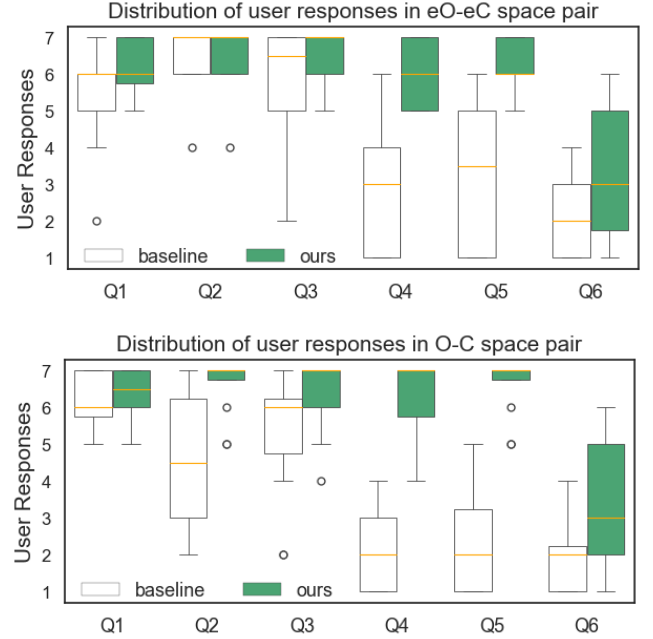 Distribution of user responses in eO-eC space pair
7
6
5
4
3
2
1
User Responses
baseline ours
Q1 Q2 Q3 Q4 Q5 Q6
Distribution of user responses in O-C space pair
7
6
5
4
3
2
1
User Responses
baseline ours
Q1 Q2 Q3 Q4 Q5 Q6